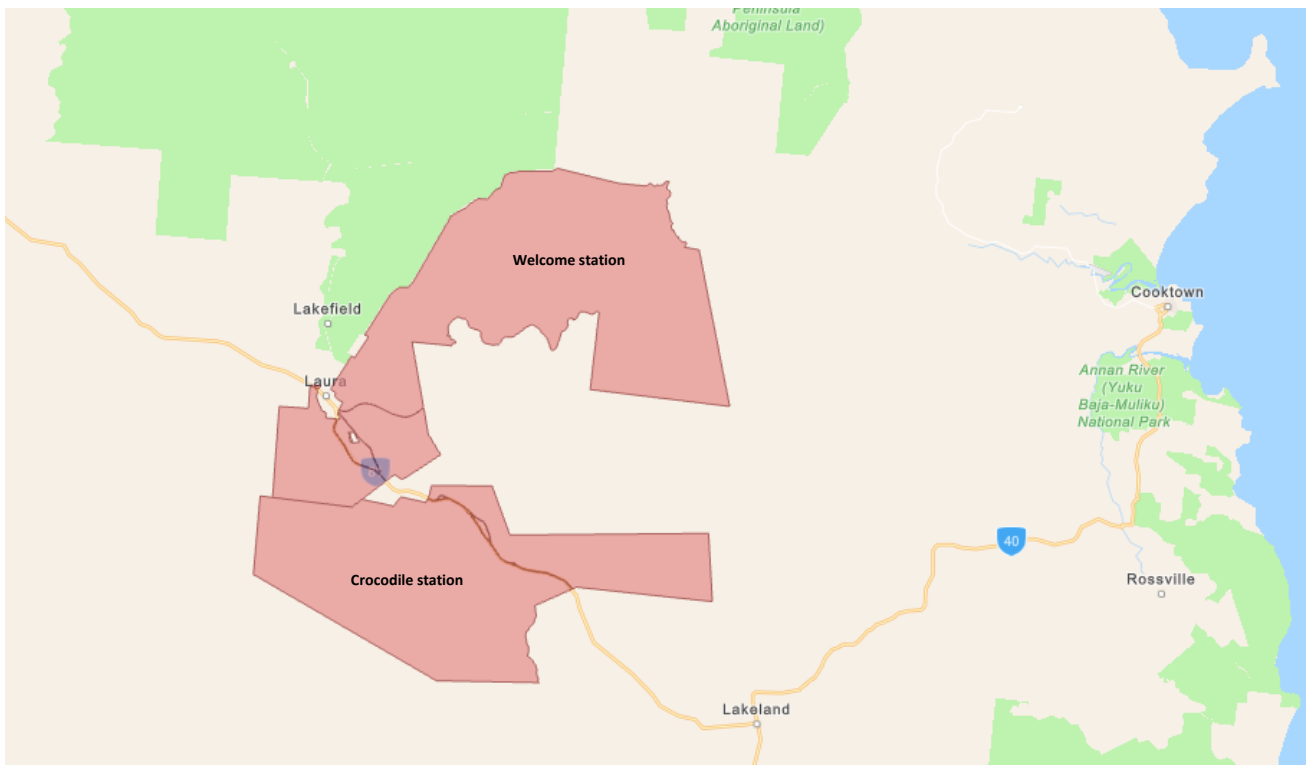 Peninsula
Aboriginal Land)
Welcome station
Lakefield
Cooktown
Laura
Annan River
(Yuku
Baja-Muliku)
National Park
40
Crocodile station
Rossville
Lakeland